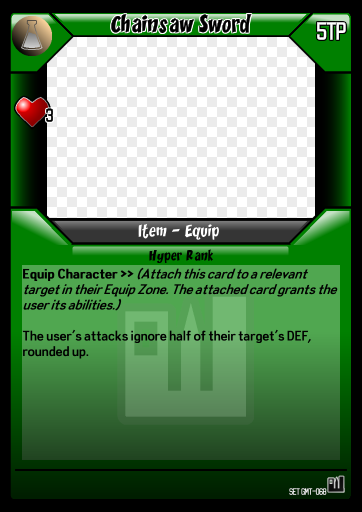 Chainsaw Sword
5TP
3
Item - Equip
Hyper Rank
Equip Character >> (Attach this card to a relevant
target in their Equip Zone. The attached card grants the
user its abilities.)
The user's attacks ignore half of their target's DEF,
rounded up.
SET GMT-068